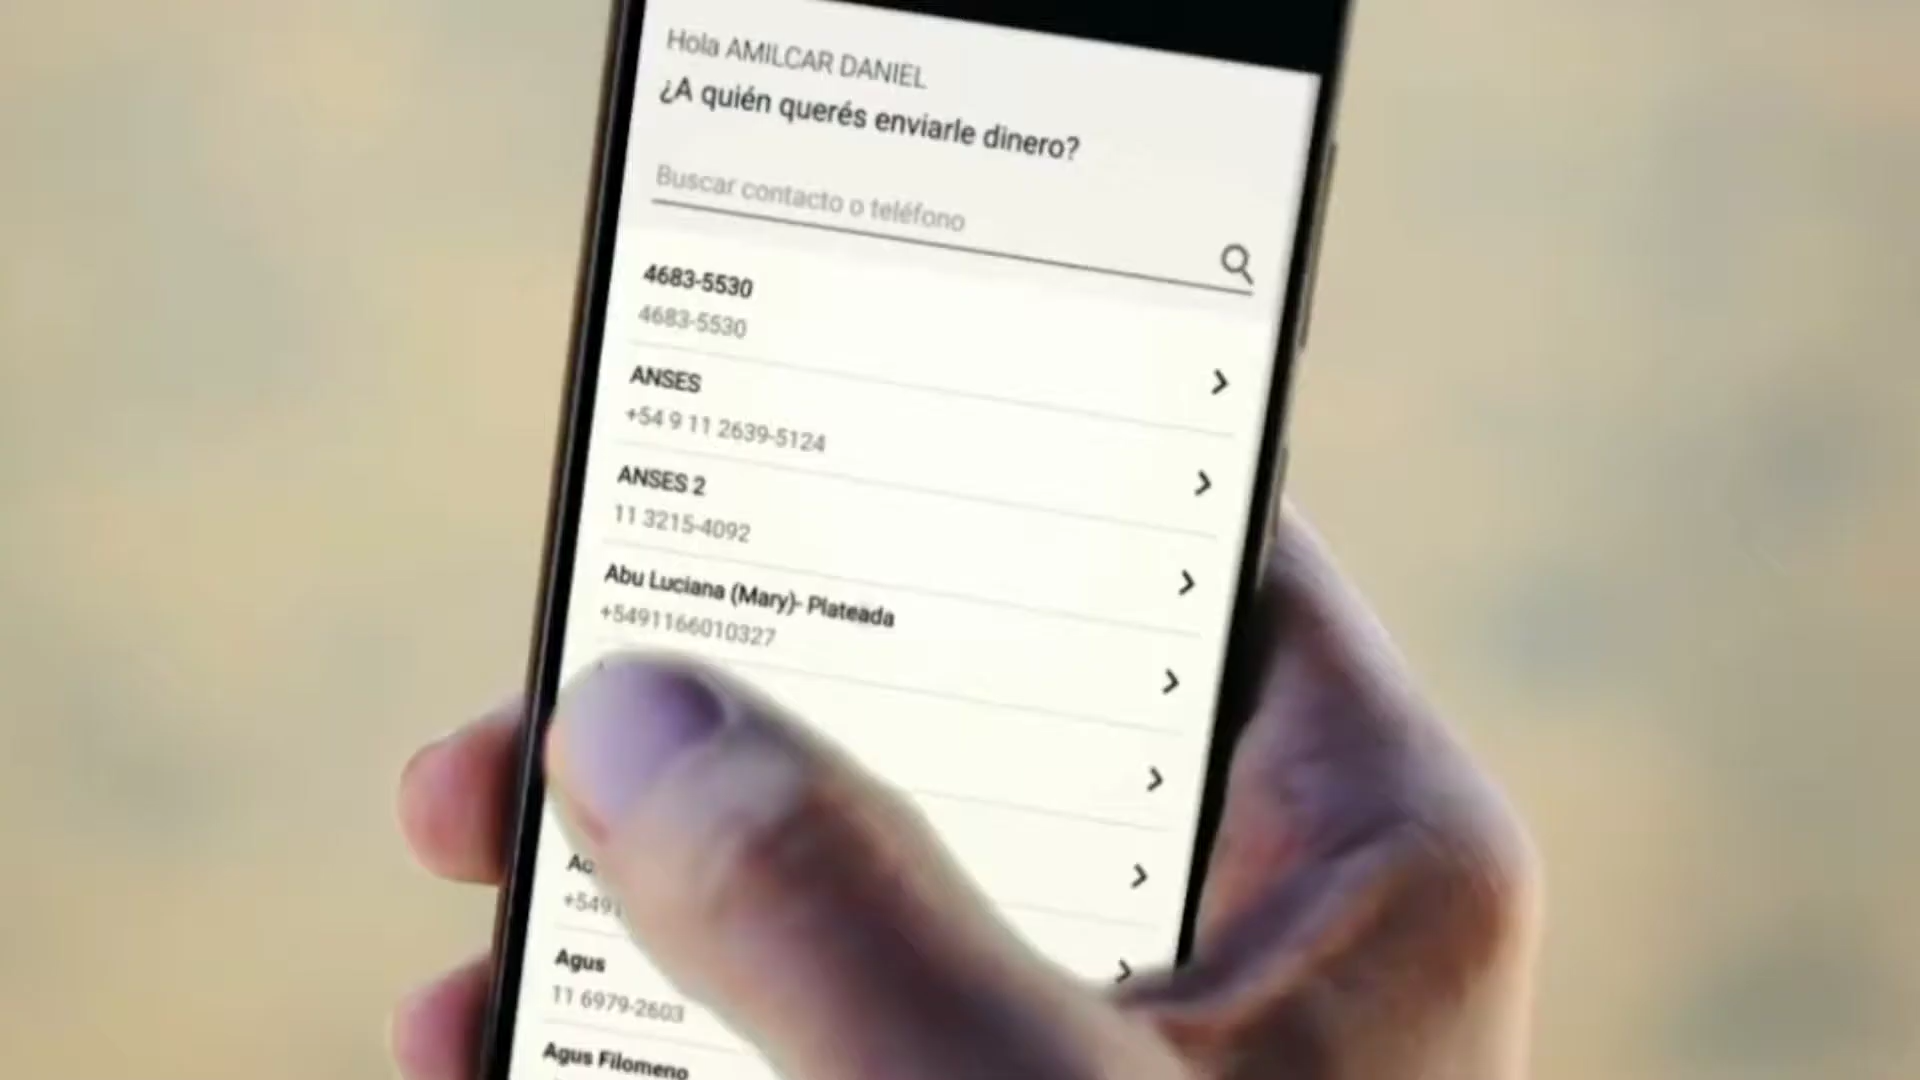 Hola AMILCAR DANIEL
¿A quién querés enviarle dinero?
Buscar contacto o teléfono
4683-5530
4683-5530
ANSES
+54 9 11 2639-5124
ANSES 2
11 3215-4092
Abu Luciana (Mary)- Plateada
+5491166010327
+5491
Agus
11 6979-2603
Agus Filomeno